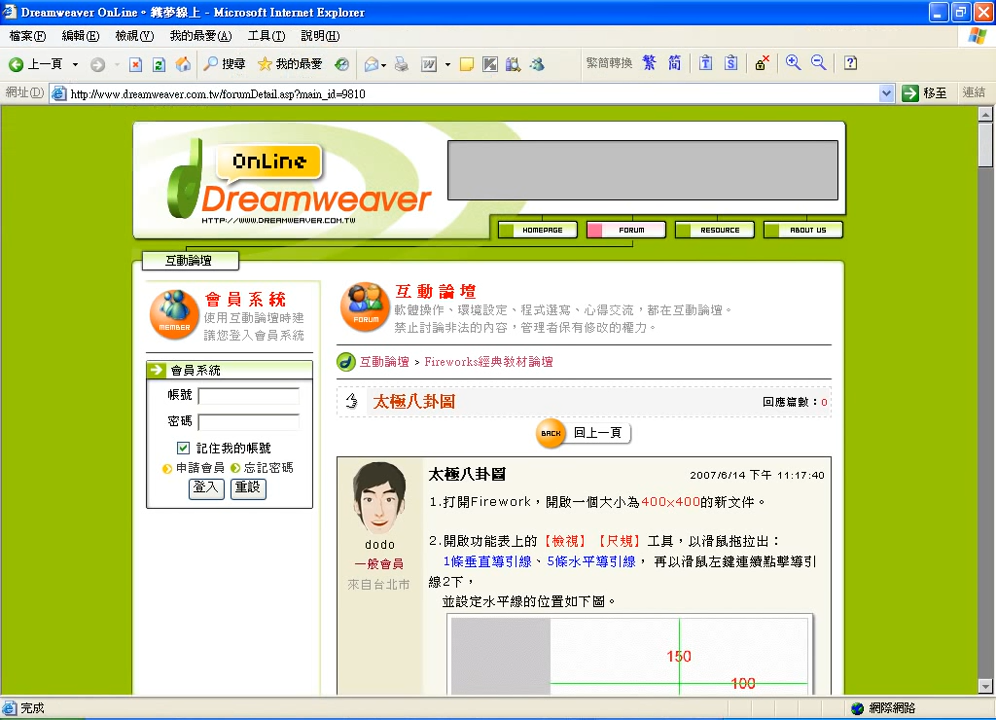 Dreamweaver OnLine。織夢線上 - Microsoft Internet Explorer
檔案(F) 編輯(E) 檢視(V) 我的最愛(A) 工具(T) 說明(H)
上一頁 搜尋 我的最愛 繁簡轉換 繁 簡
網址(D) http://www.dreamweaver.com.tw/forumDetail.asp?main_id=9810 移至 連結
OnLine
Dreamweaver
HTTP://WWW.DREAMWEAVER.COM.TW
HOMEPAGE FORUM RESOURCE ABOUT US
互動論壇
會員系統
使用互動論壇時建
議您登入會員系統
MEMBER
會員系統
帳號
密碼
記住我的帳號
申請會員 忘記密碼
登入 重設
互動論壇
軟體操作、環境設定、程式選寫、心得交流，都在互動論壇。
禁止討論非法的內容，管理者保有修改的權力。
FORUM
互動論壇 > Fireworks經典教材論壇
太極八卦圖 回應篇數：0
BACK 回上一頁
dodo
一般會員
來自台北市
太極八卦圖 2007/6/14 下午 11:17:40
1.打開Firework，開啟一個大小為400x400的新文件。
2.開啟功能表上的【檢視】【尺規】工具，以滑鼠拖拉出：
1條垂直導引線、5條水平導引線， 再以滑鼠左鍵連續點擊導引
線2下，
並設定水平線的位置如下圖。
150
100
完成 網際網路